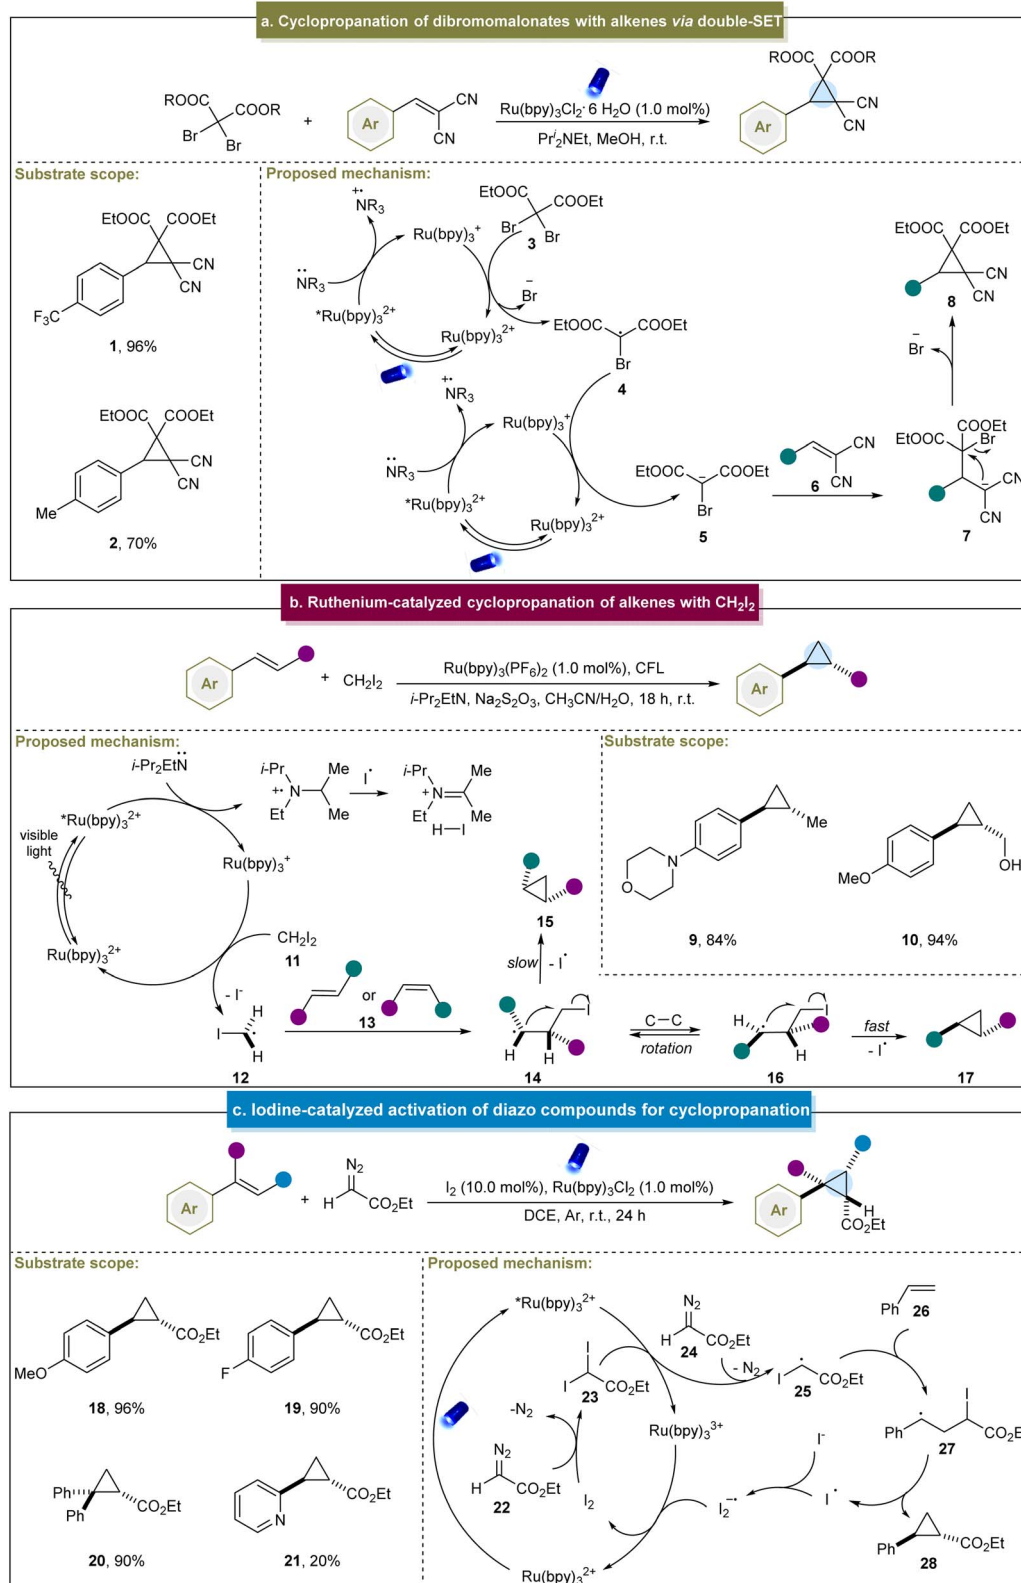 a. Cyclopropanation of dibromomalonates with alkenes via double-SET
ROOC COOR
Br Br
+
Ar
CN
CN
Ru(bpy)₃Cl₂·6 H₂O (1.0 mol%)
Prⁱ₂NEt, MeOH, r.t.
ROOC COOR
Ar
CN
CN
Substrate scope:
EtOOC COOEt
CN
CN
F₃C
1, 96%
EtOOC COOEt
CN
CN
Me
2, 70%
Proposed mechanism:
+•
NR₃
Ru(bpy)₃⁺
EtOOC COOEt
Br Br
3
NR₃
*Ru(bpy)₃²⁺
Ru(bpy)₃²⁺
–
Br
EtOOC COOEt
Br
4
+•
NR₃
Ru(bpy)₃⁺
NR₃
*Ru(bpy)₃²⁺
Ru(bpy)₃²⁺
EtOOC COOEt
–
Br
5
CN
CN
6
EtOOC COOEt
Br
CN
–
CN
7
–
Br
EtOOC COOEt
CN
CN
8
b. Ruthenium-catalyzed cyclopropanation of alkenes with CH₂I₂
Ar
+ CH₂I₂
Ru(bpy)₃(PF₆)₂ (1.0 mol%), CFL
i-Pr₂EtN, Na₂S₂O₃, CH₃CN/H₂O, 18 h, r.t.
Ar
Proposed mechanism:
i-Pr₂EtN
*Ru(bpy)₃²⁺
visible
light
Ru(bpy)₃²⁺
Ru(bpy)₃⁺
i-Pr Me
+• N
Et Me
I•
i-Pr Me
+ N
Et Me
H–I
CH₂I₂
11
- I⁻
H
I–C•
H
12
or
13
H H
14
slow - I•
15
C–C
rotation
H I
H
16
fast
- I•
17
Substrate scope:
N
O
Me
9, 84%
MeO
OH
10, 94%
c. Iodine-catalyzed activation of diazo compounds for cyclopropanation
Ar
+
N₂
H CO₂Et
I₂ (10.0 mol%), Ru(bpy)₃Cl₂ (1.0 mol%)
DCE, Ar, r.t., 24 h
Ar
H
CO₂Et
Substrate scope:
MeO
CO₂Et
18, 96%
F
CO₂Et
19, 90%
Ph
Ph
CO₂Et
20, 90%
N
CO₂Et
21, 20%
Proposed mechanism:
*Ru(bpy)₃²⁺
N₂
H CO₂Et
24
- N₂
I
I CO₂Et
23
-N₂
N₂
H CO₂Et
22
I₂
Ru(bpy)₃³⁺
Ru(bpy)₃²⁺
I₂⁻•
I⁻
I•
I CO₂Et
25
Ph
26
I
Ph
27
Ph CO₂Et
28